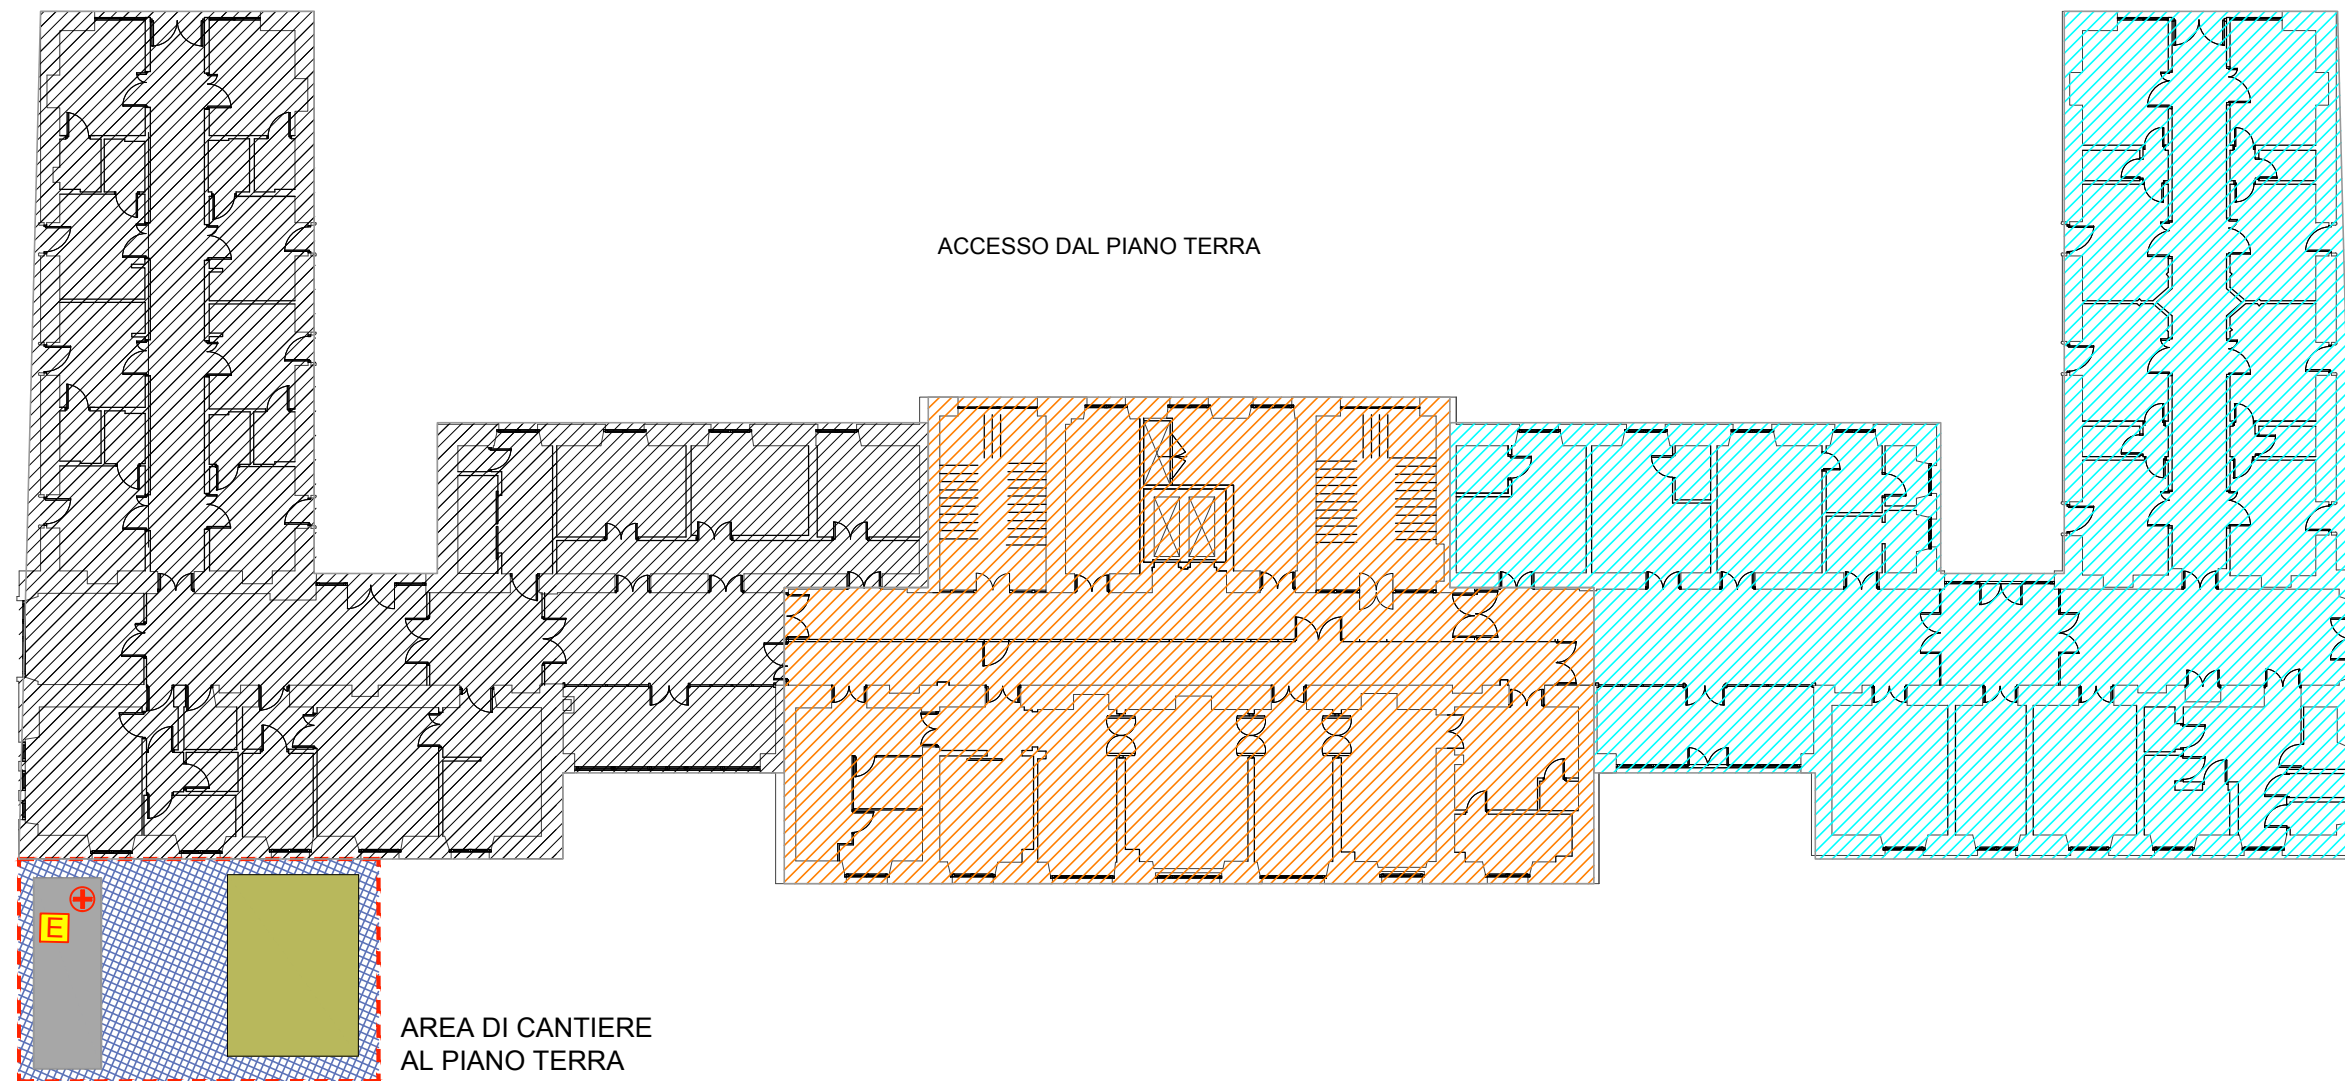 ACCESSO DAL PIANO TERRA
E
AREA DI CANTIERE
AL PIANO TERRA